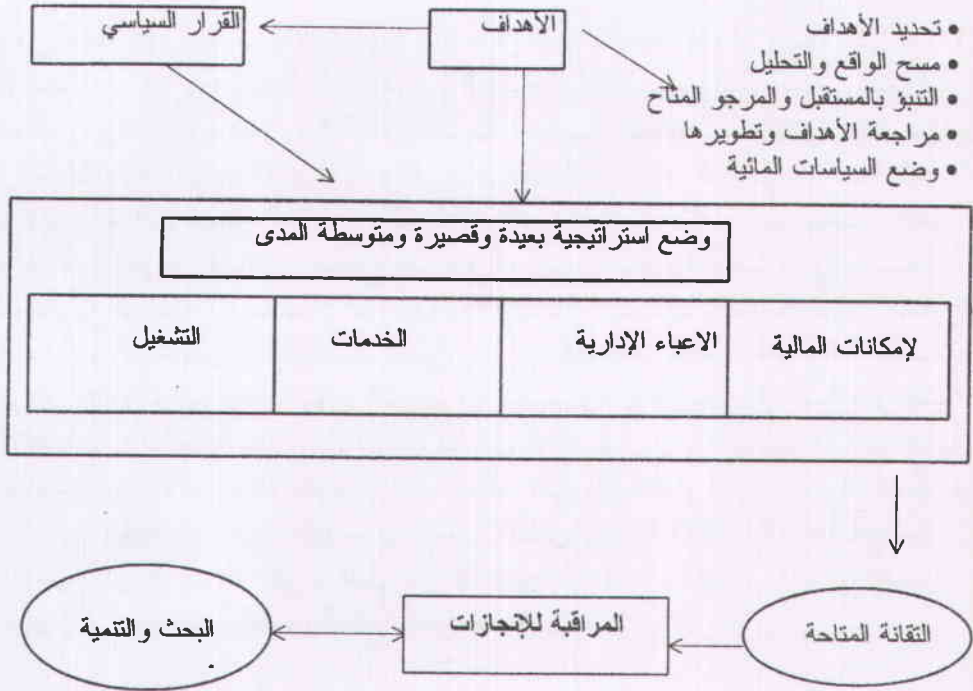 القرار السياسي
الأهداف
• تحديد الأهداف
• مسح الواقع والتحليل
• التنبؤ بالمستقبل والمرجو المتاح
• مراجعة الأهداف وتطويرها
• وضع السياسات المائية
وضع استراتيجية بعيدة وقصيرة ومتوسطة المدى
لإمكانات المالية
الاعباء الإدارية
الخدمات
التشغيل
التقانة المتاحة
المراقبة للإنجازات
البحث والتنمية